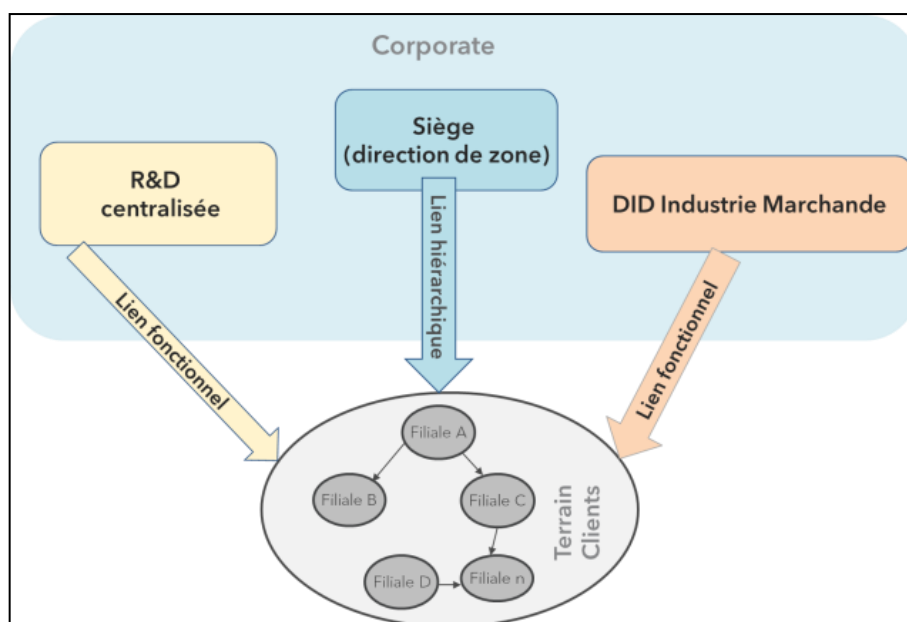 Corporate
Siège
(direction de zone)
R&D
centralisée
DID Industrie Marchande
Lien fonctionnel
Lien hiérarchique
Lien fonctionnel
Filiale A
Filiale B
Filiale C
Filiale D
Filiale n
Terrain
Clients